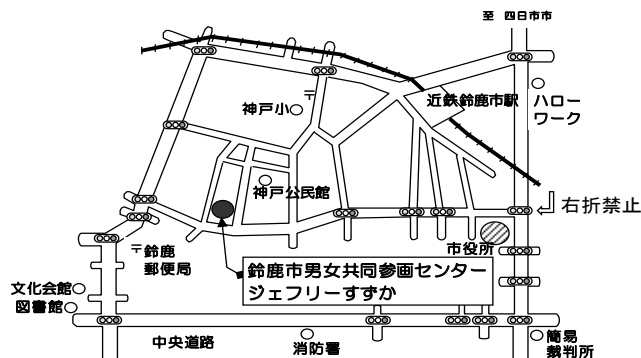 至 四日市市
近鉄鈴鹿市駅
ハロー
ワーク
〒
神戸小
神戸公民館
右折禁止
市役所
〒鈴鹿
郵便局
鈴鹿市男女共同参画センター
ジェフリーすずか
文化会館
図書館
中央道路
消防署
簡易
裁判所